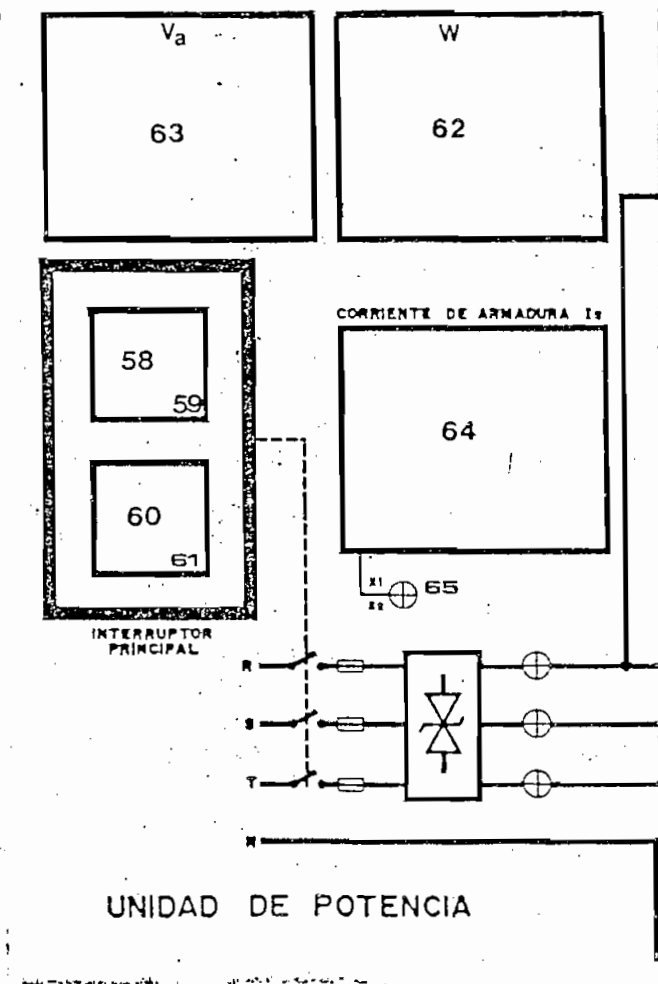 Va
W
63
62
CORRIENTE DE ARMADURA Ia
58
59
64
60
61
X1
X2
65
INTERRUPTOR
PRINCIPAL
R
S
T
N
UNIDAD DE POTENCIA